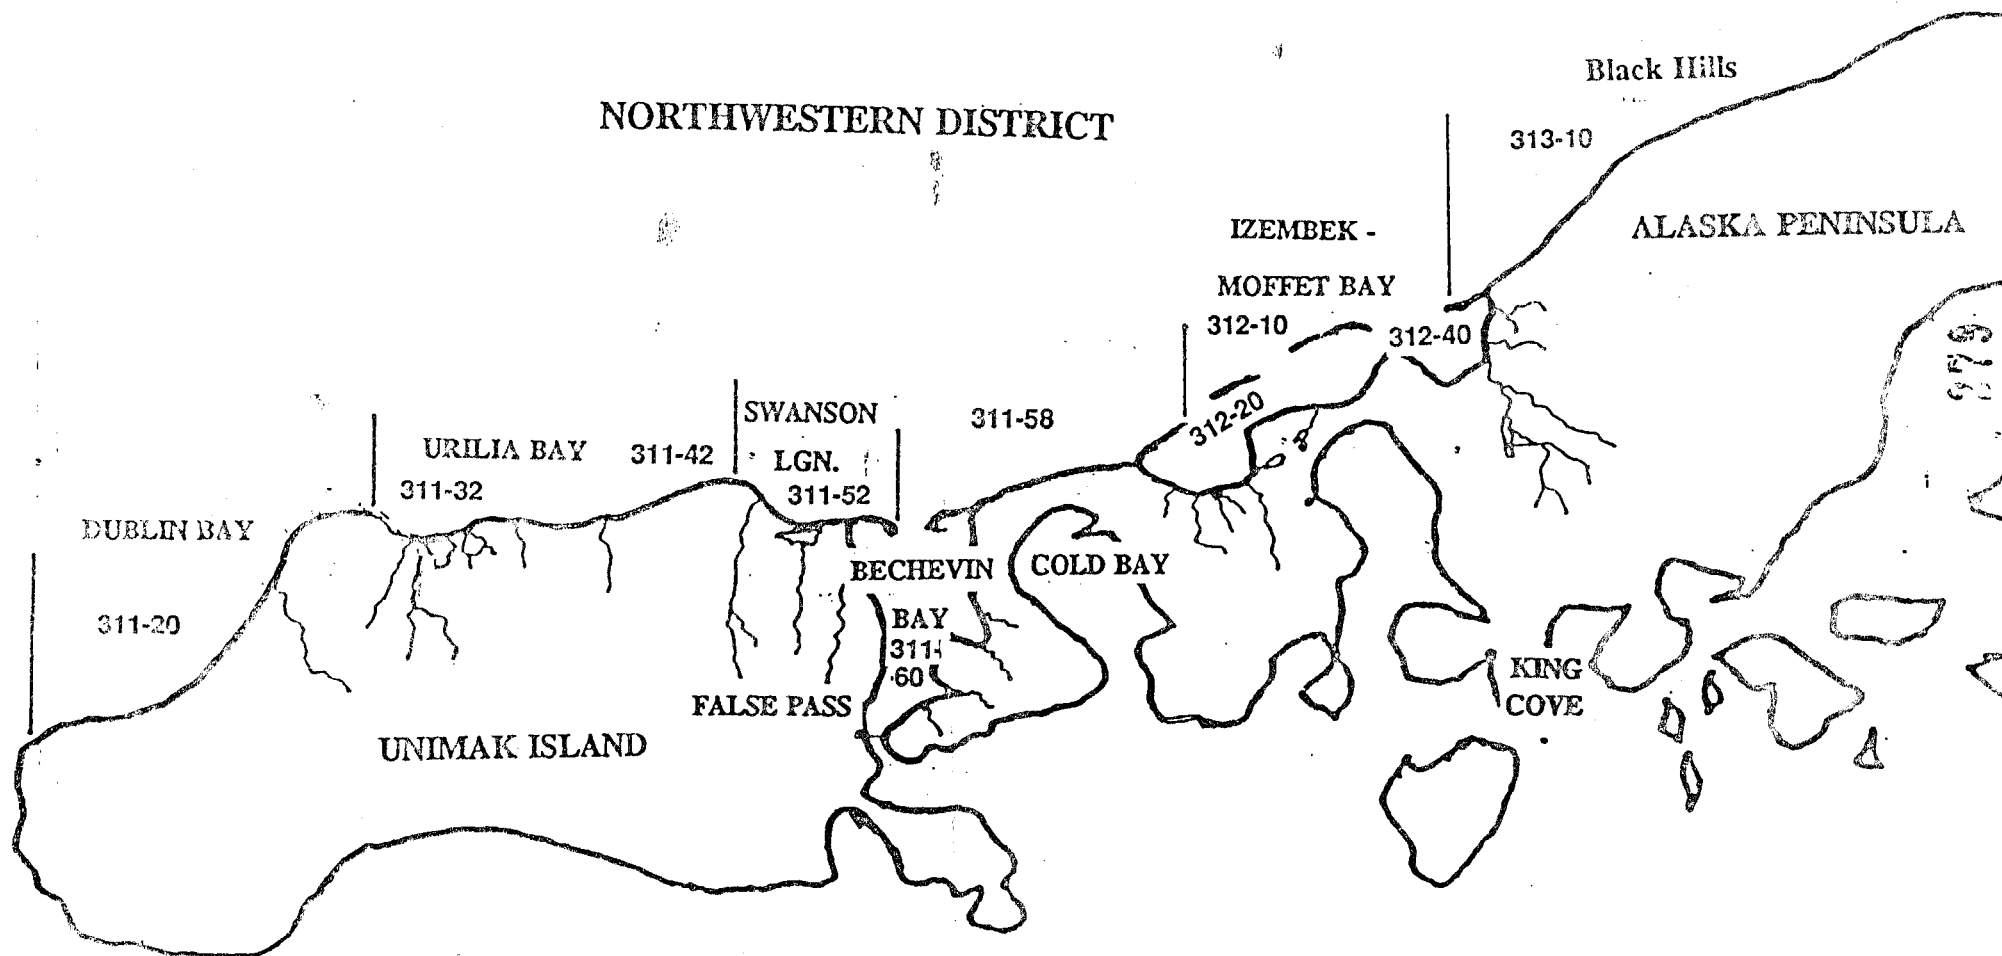 Black Hills
NORTHWESTERN DISTRICT
313-10
IZEMBEK -
ALASKA PENINSULA
MOFFET BAY
312-10
312-40
279
SWANSON
311-58
312-20
URILIA BAY
311-42
LGN.
311-32
311-52
DUBLIN BAY
BECHEVIN
COLD BAY
311-20
BAY
311-
60
FALSE PASS
KING
COVE
UNIMAK ISLAND